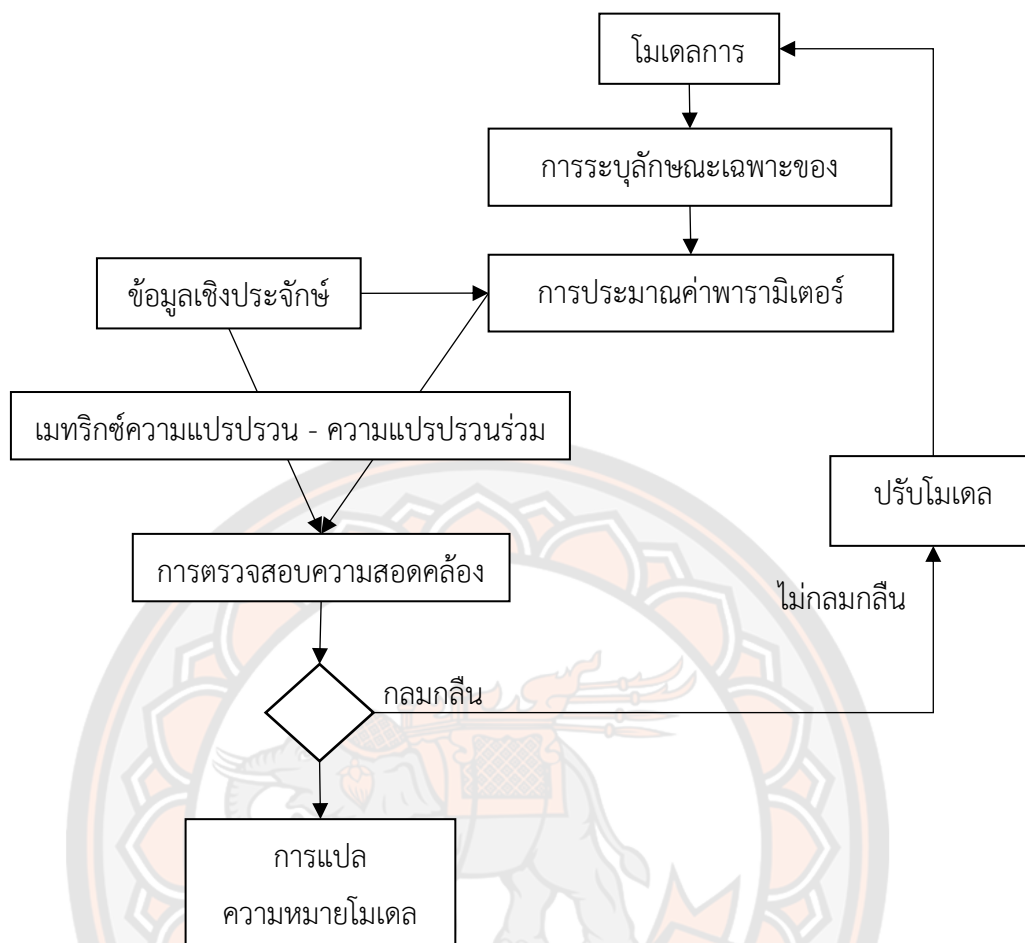 โมเดลการ
การระบุลักษณะเฉพาะของ
ข้อมูลเชิงประจักษ์
การประมาณค่าพารามิเตอร์
เมทริกซ์ความแปรปรวน - ความแปรปรวนร่วม
ปรับโมเดล
การตรวจสอบความสอดคล้อง
ไม่กลมกลืน
กลมกลืน
การแปล
ความหมายโมเดล